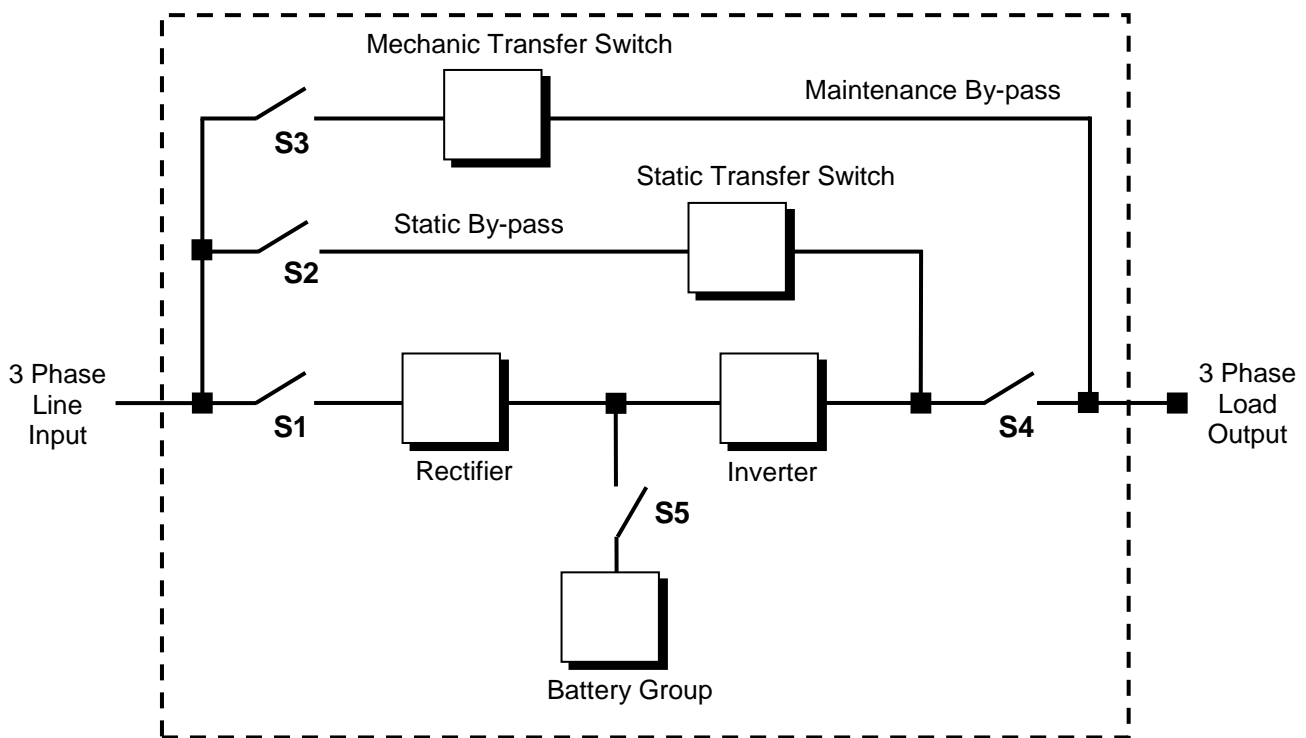 Mechanic Transfer Switch
Maintenance By-pass
S3
Static Transfer Switch
Static By-pass
S2
3 Phase
Line
Input
S1
Rectifier
Inverter
S4
3 Phase
Load
Output
S5
Battery Group